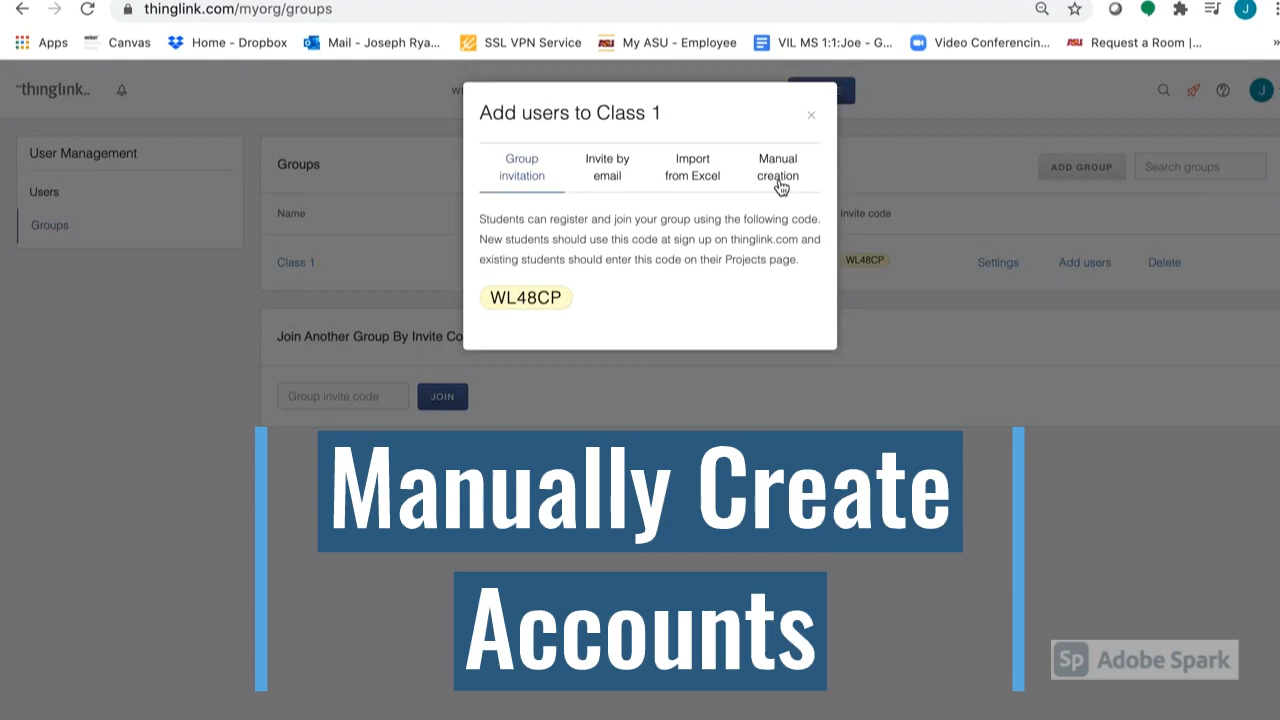 thinglink.com/myorg/groups
J
Apps
Canvas
Home - Dropbox
Mail - Joseph Rya...
SSL VPN Service
My ASU - Employee
VIL MS 1:1:Joe - G...
Video Conferencin...
Request a Room |...
»
"thinglink..
J
Add users to Class 1
×
Group invitation
Invite by email
Import from Excel
Manual creation
Students can register and join your group using the following code.
New students should use this code at sign up on thinglink.com and
existing students should enter this code on their Projects page.
WL48CP
User Management
Users
Groups
Groups
ADD GROUP
Search groups
Name
Invite code
Class 1
WL48CP
Settings
Add users
Delete
Join Another Group By Invite Co
Group invite code
JOIN
Manually Create
Accounts
Sp Adobe Spark